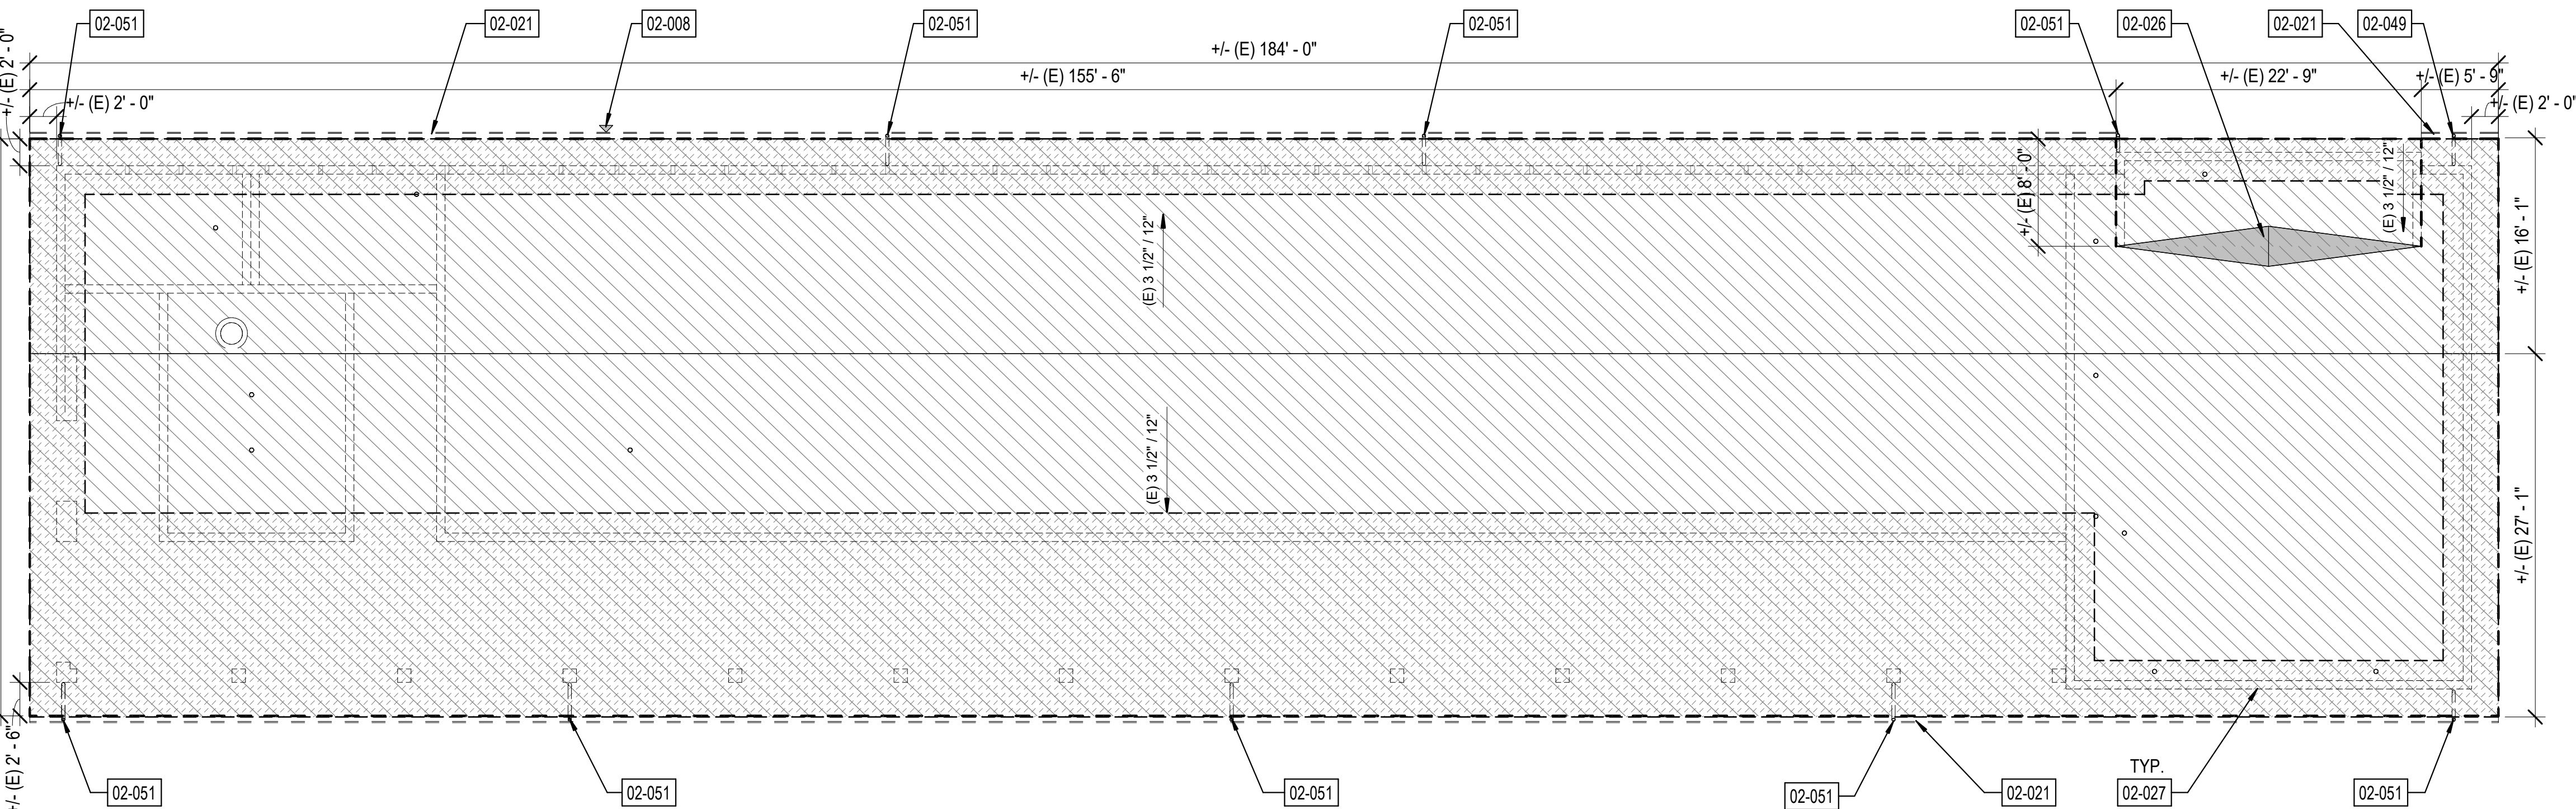 02-051
02-021
02-008
02-051
02-051
02-051
02-026
02-021
02-049
+/- (E) 184' - 0"
+/- (E) 155' - 6"
+/- (E) 22' - 9"
+/- (E) 5' - 9"
+/- (E) 2' - 0"
+/- (E) 2' - 0"
+/- (E) 2' - 0"
+/- (E) 8' - 0"
(E) 3 1/2" / 12"
(E) 3 1/2" / 12"
+/- (E) 16' - 1"
(E) 3 1/2" / 12"
+/- (E) 27' - 1"
+/- (E) 2' - 6"
TYP.
02-051
02-051
02-051
02-051
02-021
02-027
02-051